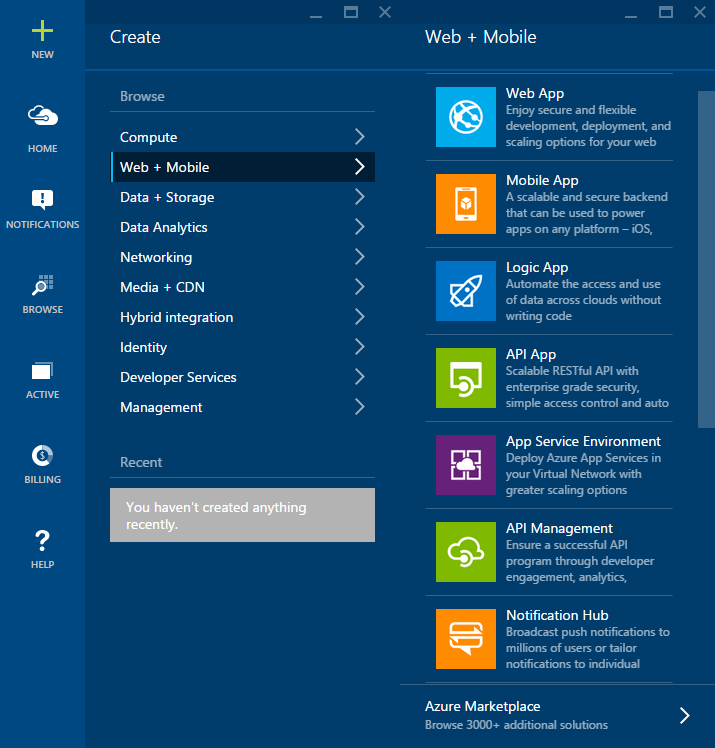 NEW
HOME
NOTIFICATIONS
BROWSE
ACTIVE
BILLING
HELP
Create
Browse
Compute
Web + Mobile
Data + Storage
Data Analytics
Networking
Media + CDN
Hybrid integration
Identity
Developer Services
Management
Recent
You haven't created anything
recently.
Web + Mobile
Web App
Enjoy secure and flexible
development, deployment, and
scaling options for your web
Mobile App
A scalable and secure backend
that can be used to power
apps on any platform – iOS,
Logic App
Automate the access and use
of data across clouds without
writing code
API App
Scalable RESTful API with
enterprise grade security,
simple access control and auto
App Service Environment
Deploy Azure App Services in
your Virtual Network with
greater scaling options
API Management
Ensure a successful API
program through developer
engagement, analytics,
Notification Hub
Broadcast push notifications to
millions of users or tailor
notifications to individual
Azure Marketplace
Browse 3000+ additional solutions